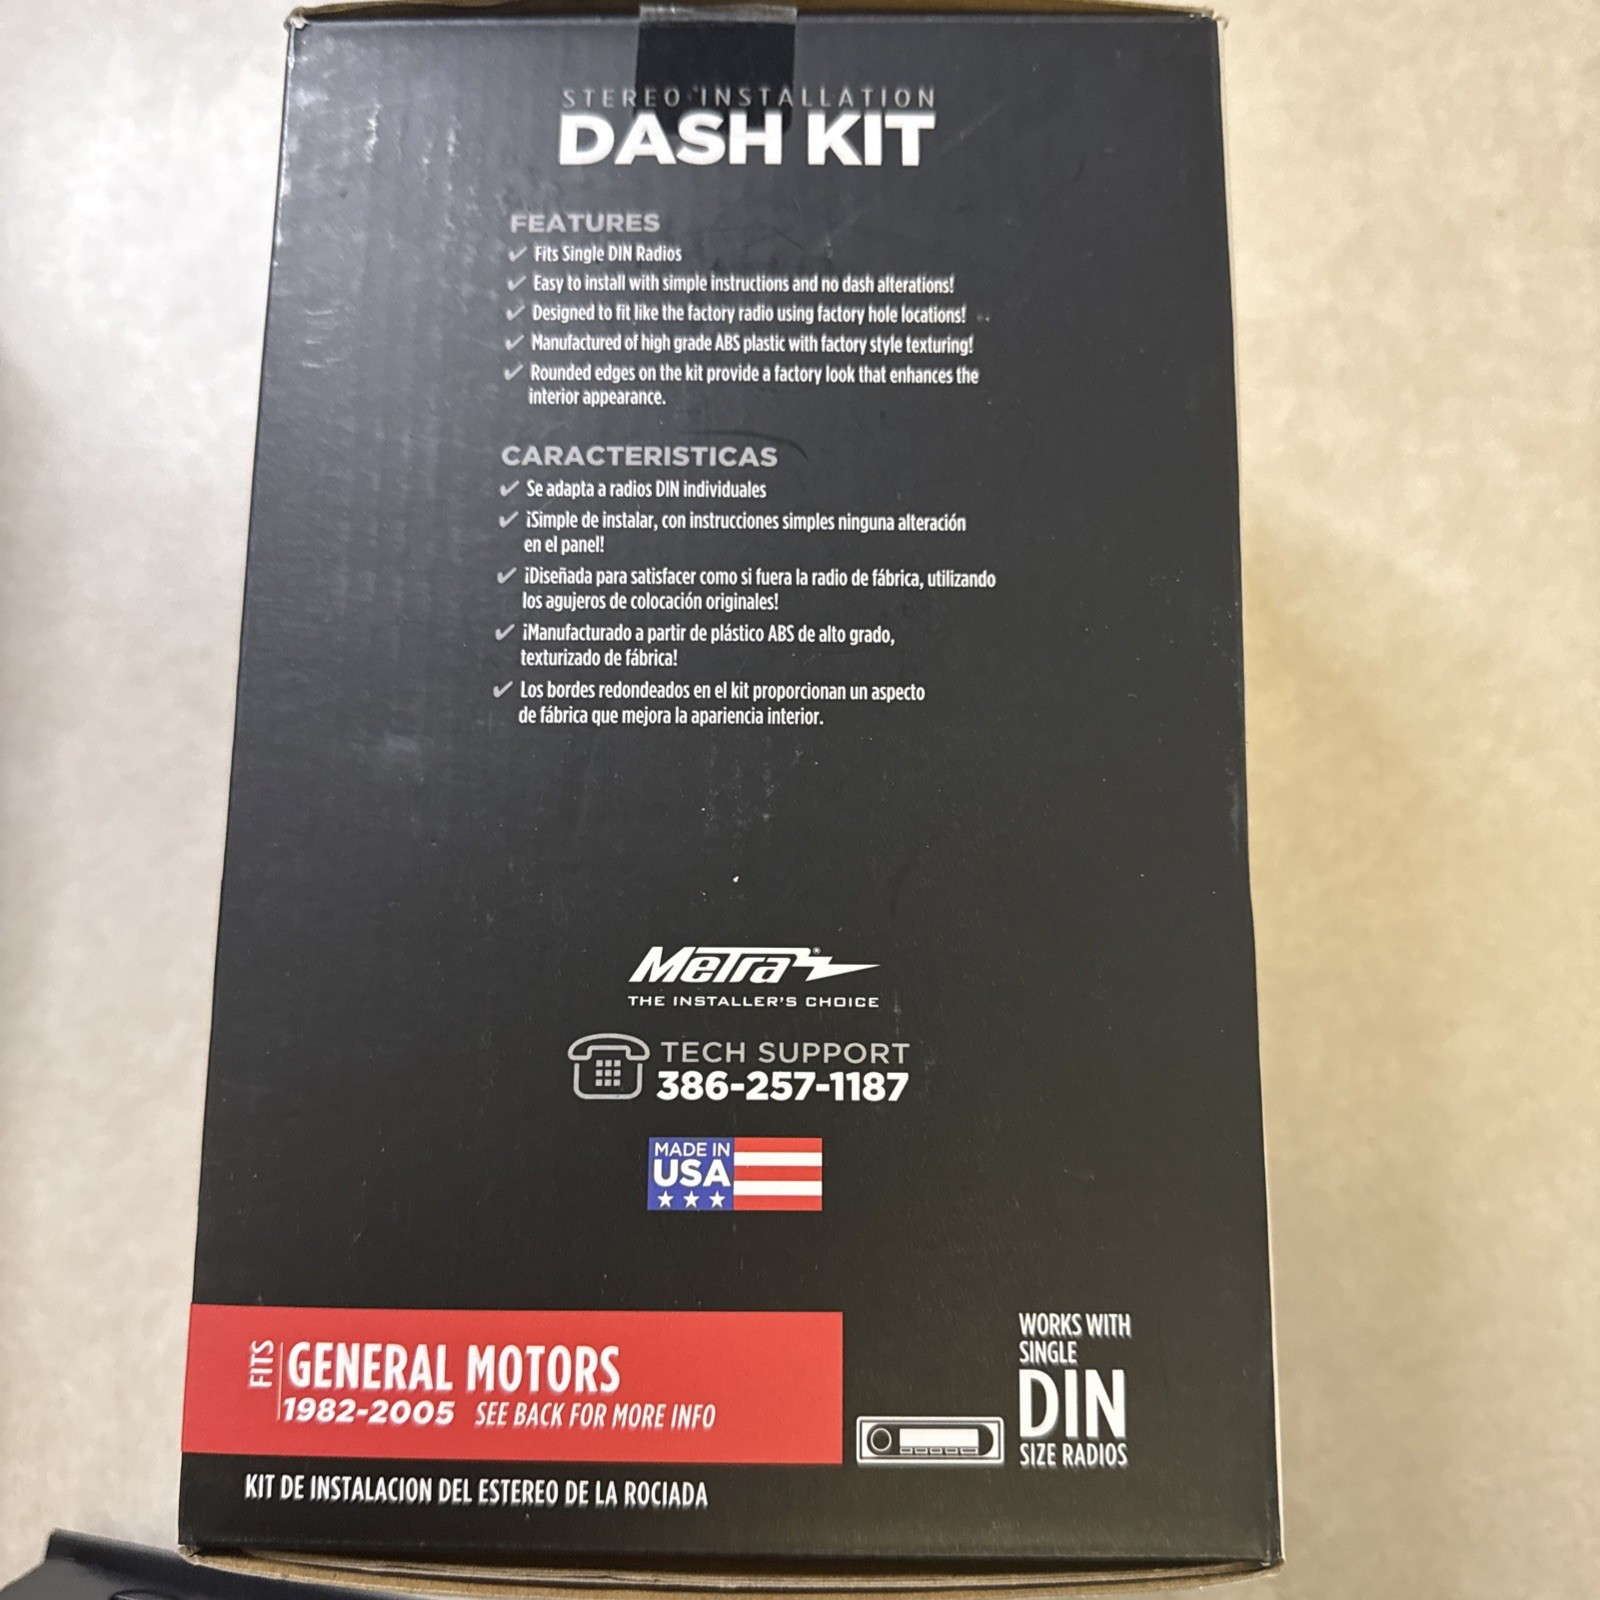 STEREO INSTALLATION
DASH KIT
FEATURES
✓ Fits Single DIN Radios
✓ Easy to install with simple instructions and no dash alterations!
✓ Designed to fit like the factory radio using factory hole locations!
✓ Manufactured of high grade ABS plastic with factory style texturing!
✓ Rounded edges on the kit provide a factory look that enhances the
interior appearance.
CARACTERISTICAS
✓ Se adapta a radios DIN individuales
✓ ¡Simple de instalar, con instrucciones simples ninguna alteración
en el panel!
✓ ¡Diseñada para satisfacer como si fuera la radio de fábrica, utilizando
los agujeros de colocación originales!
✓ ¡Manufacturado a partir de plástico ABS de alto grado,
texturizado de fábrica!
✓ Los bordes redondeados en el kit proporcionan un aspecto
de fábrica que mejora la apariencia interior.
Metra®
THE INSTALLER'S CHOICE
TECH SUPPORT
386-257-1187
MADE IN
USA
FITS
GENERAL MOTORS
1982-2005 SEE BACK FOR MORE INFO
WORKS WITH
SINGLE
DIN
SIZE RADIOS
KIT DE INSTALACION DEL ESTEREO DE LA ROCIADA